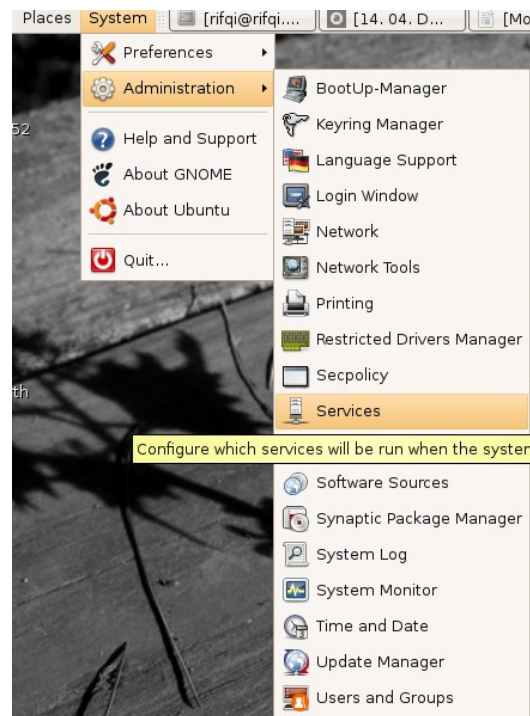 Places System [rifqi@rifqi.... [14. 04. D... [Mo
Preferences
Administration
Help and Support
About GNOME
About Ubuntu
Quit...
BootUp-Manager
Keyring Manager
Language Support
Login Window
Network
Network Tools
Printing
Restricted Drivers Manager
Secpolicy
Services
Configure which services will be run when the system
Software Sources
Synaptic Package Manager
System Log
System Monitor
Time and Date
Update Manager
Users and Groups
52
th